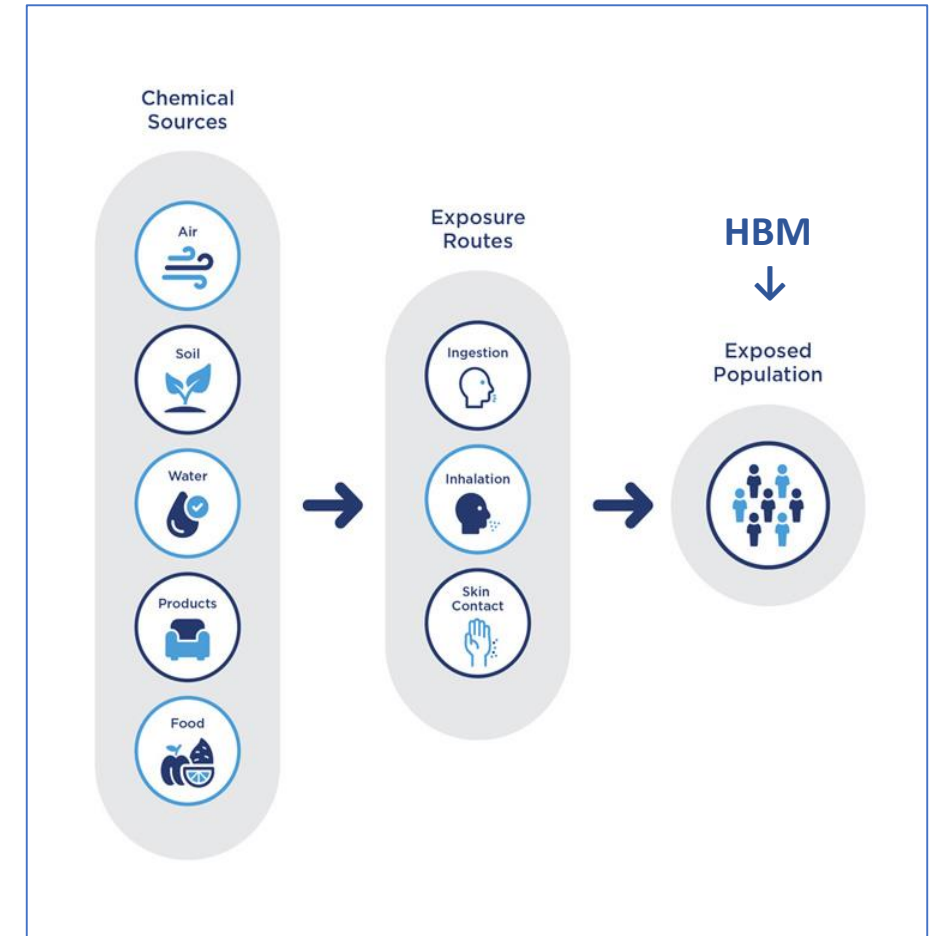 Chemical
Sources
Air
Soil
Water
Products
Food
Exposure
Routes
Ingestion
Inhalation
Skin
Contact
HBM
↓
Exposed
Population